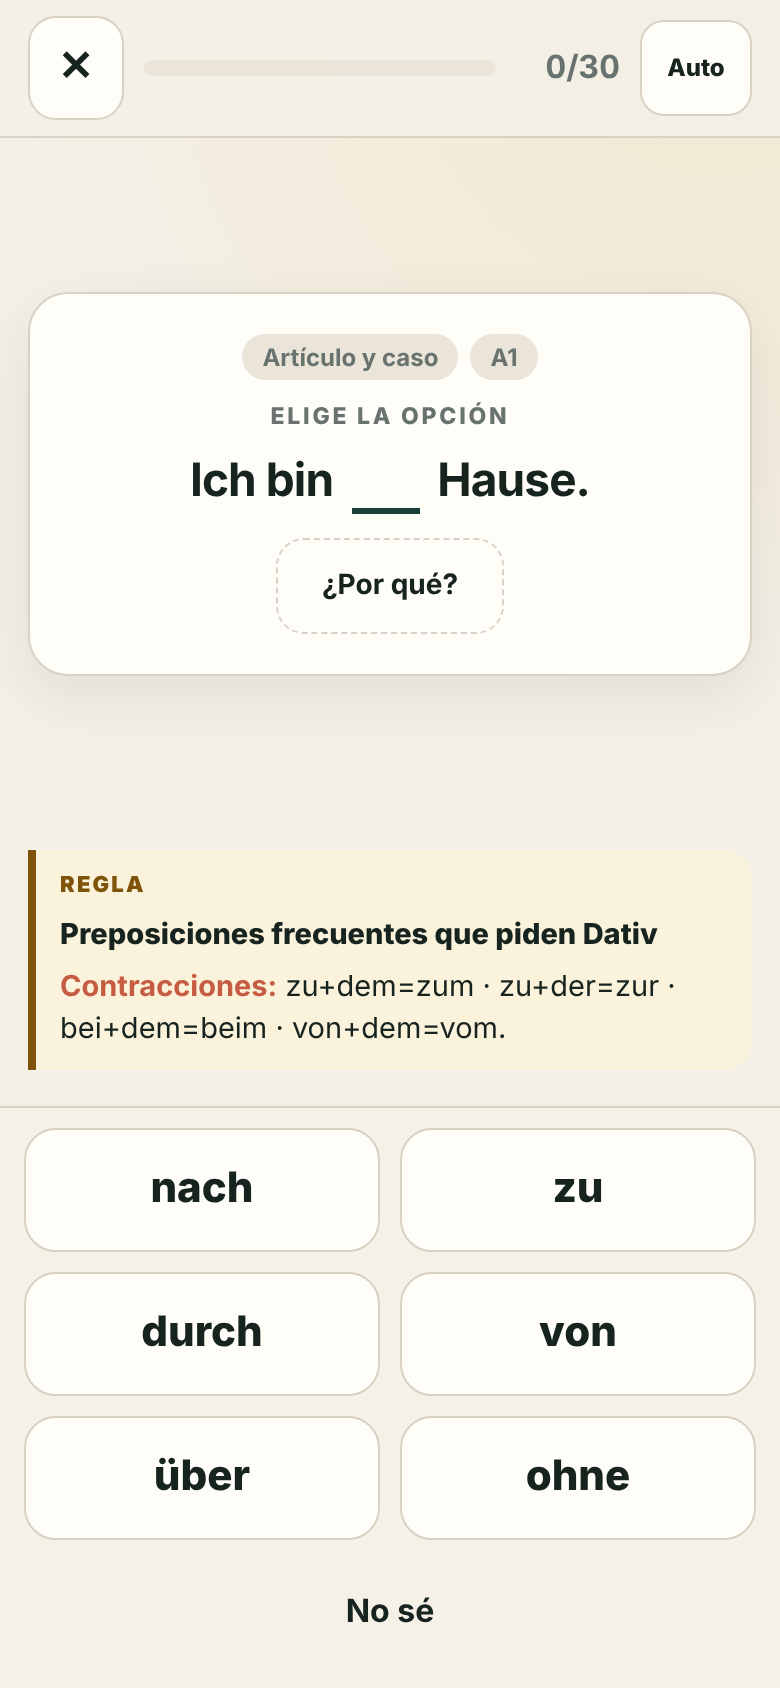 ✕
0/30
Auto
Artículo y caso
A1
ELIGE LA OPCIÓN
Ich bin ___ Hause.
¿Por qué?
REGLA
Preposiciones frecuentes que piden Dativ
Contracciones: zu+dem=zum · zu+der=zur ·
bei+dem=beim · von+dem=vom.
nach
zu
durch
von
über
ohne
No sé